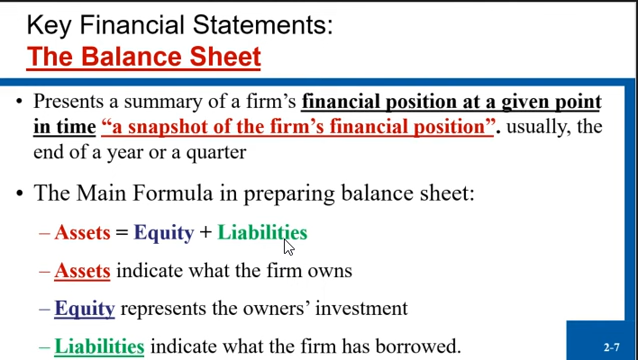 Key Financial Statements:
The Balance Sheet
• Presents a summary of a firm's financial position at a given point
in time “a snapshot of the firm's financial position”. usually, the
end of a year or a quarter
• The Main Formula in preparing balance sheet:
– Assets = Equity + Liabilities
– Assets indicate what the firm owns
– Equity represents the owners' investment
– Liabilities indicate what the firm has borrowed.
2-7